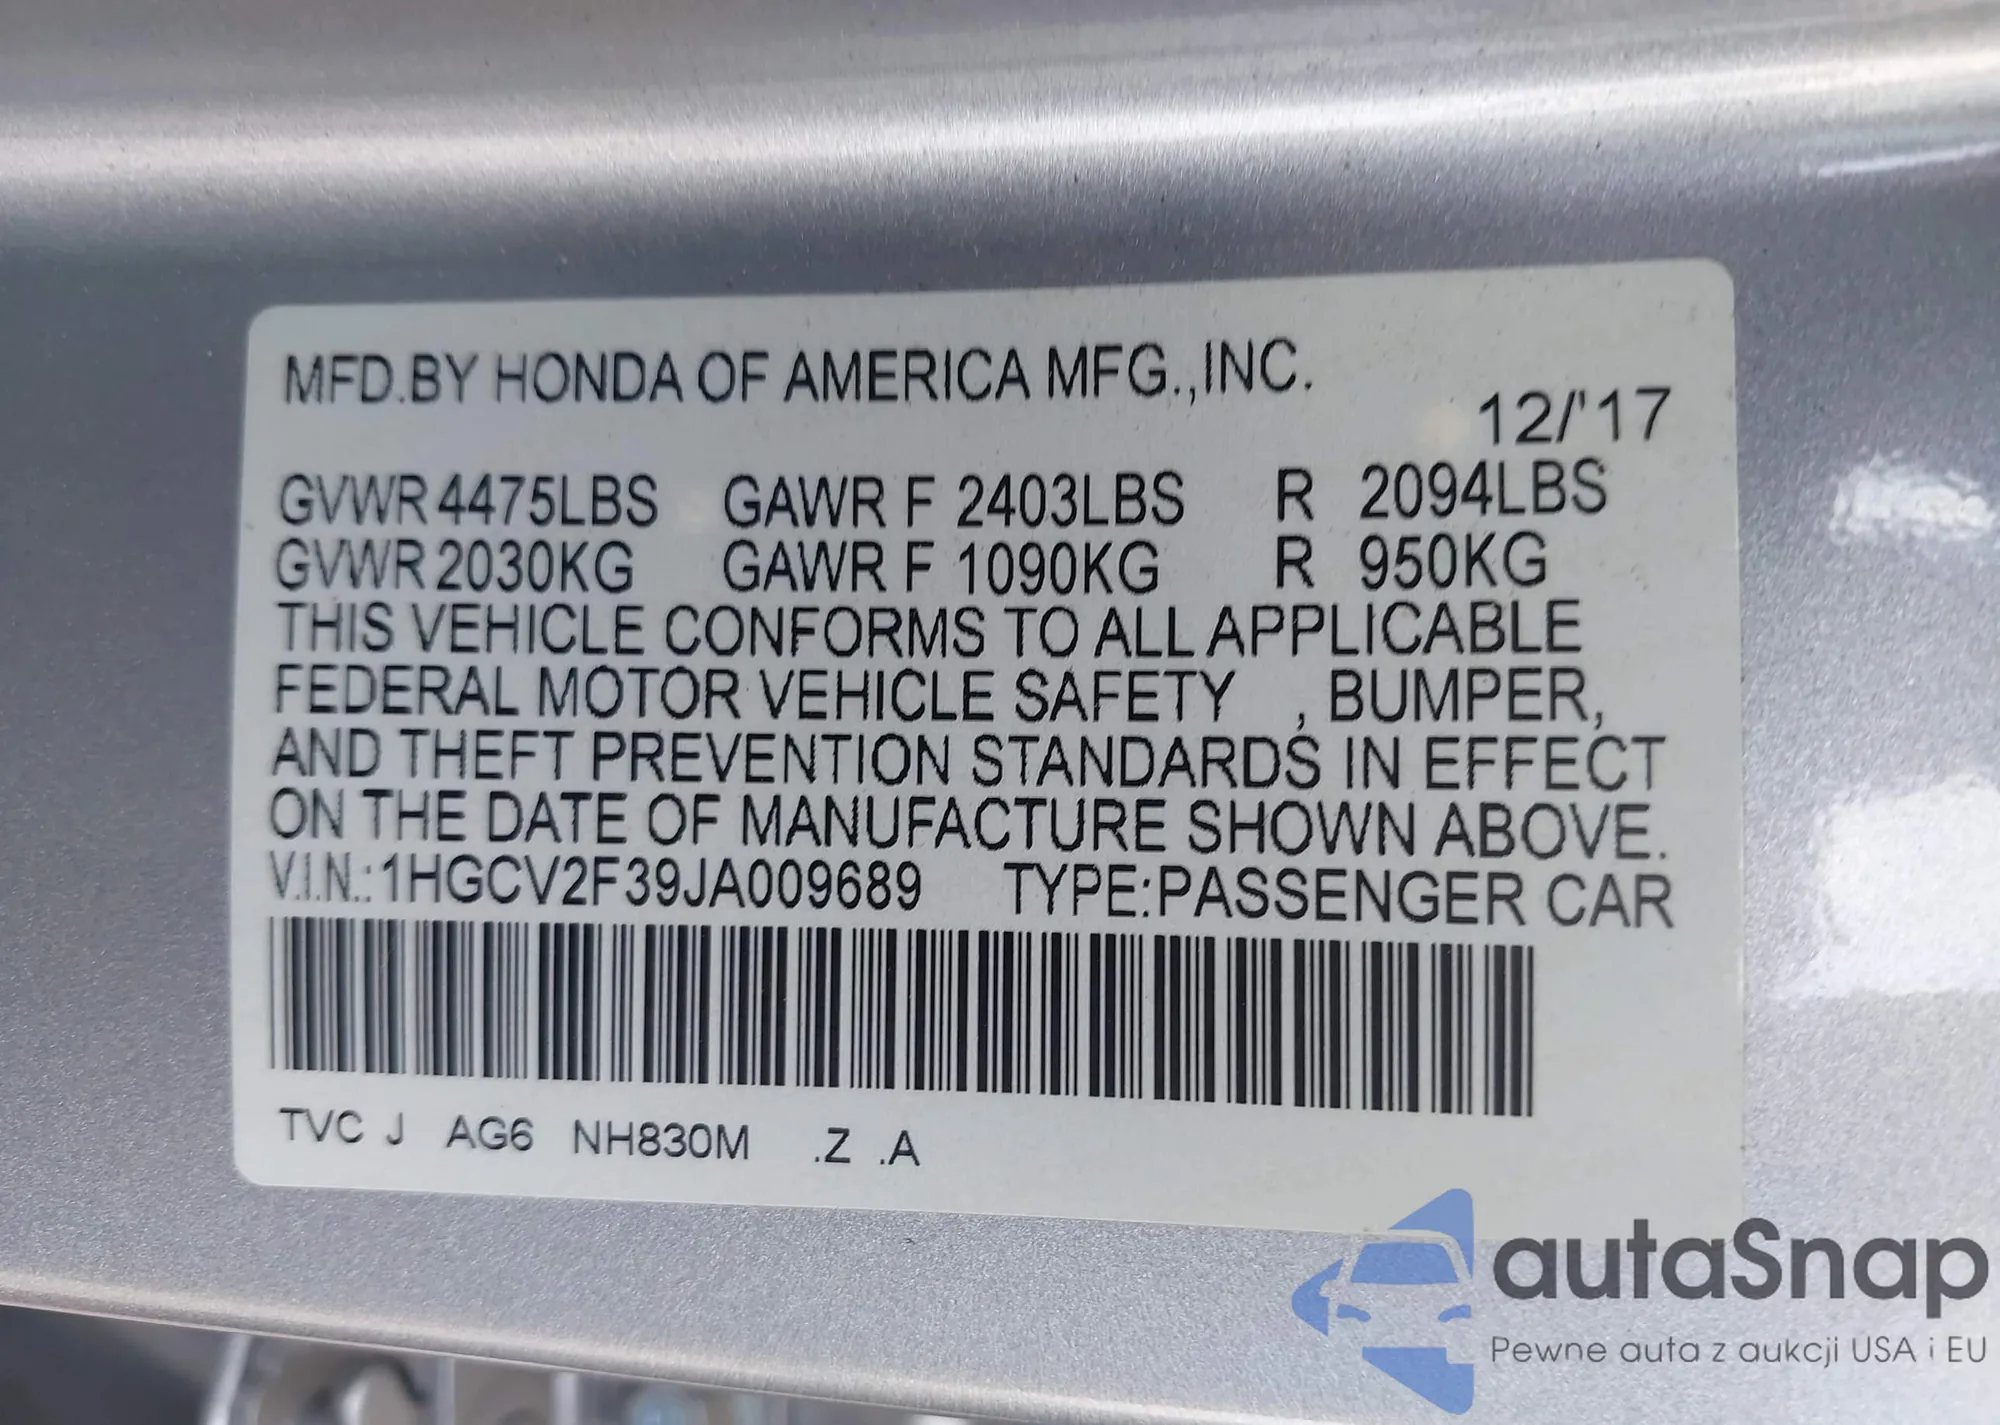 MFD.BY HONDA OF AMERICA MFG.,INC.
12/'17
GVWR 4475LBS GAWR F 2403LBS R 2094LBS
GVWR 2030KG GAWR F 1090KG R 950KG
THIS VEHICLE CONFORMS TO ALL APPLICABLE
FEDERAL MOTOR VEHICLE SAFETY , BUMPER,
AND THEFT PREVENTION STANDARDS IN EFFECT
ON THE DATE OF MANUFACTURE SHOWN ABOVE.
V.I.N.:1HGCV2F39JA009689 TYPE:PASSENGER CAR
TVC J AG6 NH830M .Z .A
autaSnap
Pewne auta z aukcji USA i EU